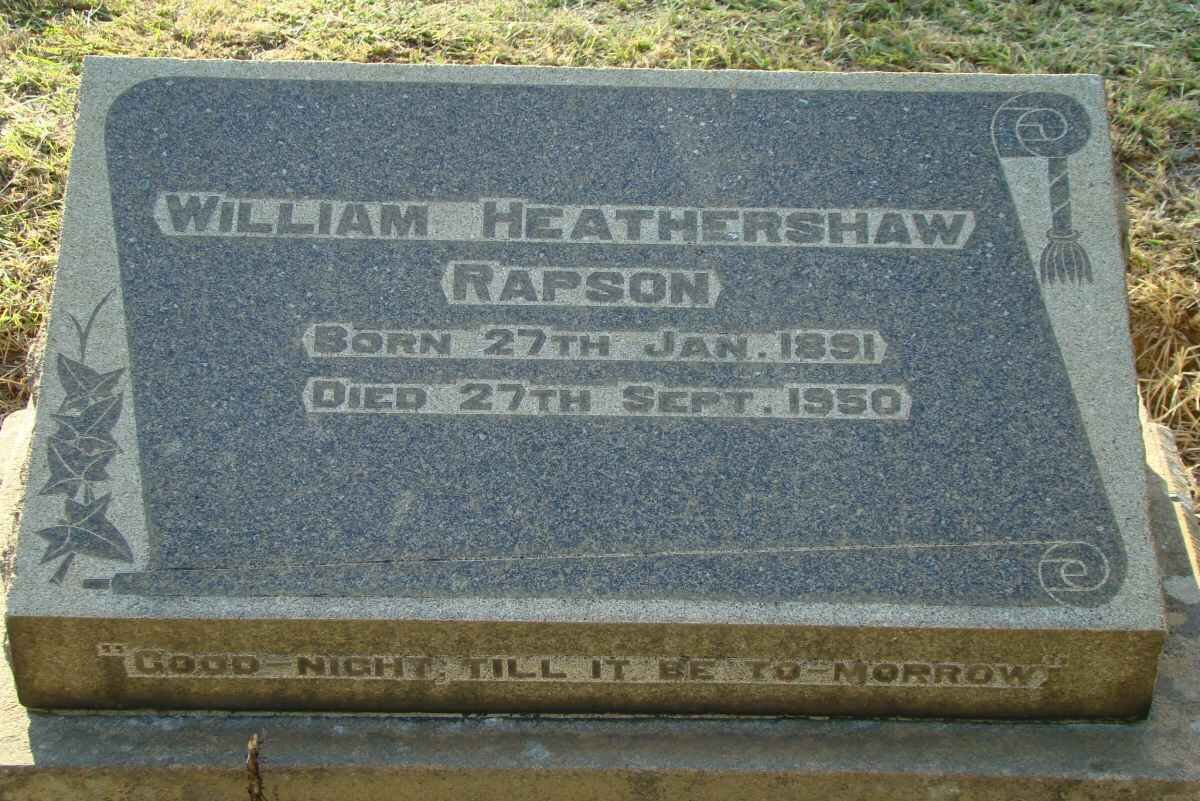 WILLIAM HEATHERSHAW
RAPSON
BORN 27TH JAN. 1891
DIED 27TH SEPT. 1950
"GOOD-NIGHT, TILL IT BE TO-MORROW"